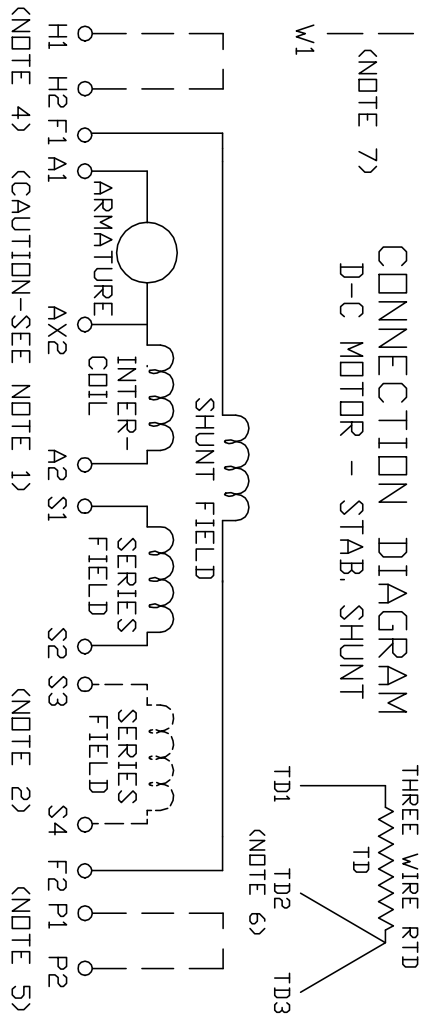 CONNECTION DIAGRAM
D-C MOTOR - STAB. SHUNT
W1
(NOTE 7)
THREE WIRE RTD
TD
TD1
TD2
TD3
(NOTE 6)
SHUNT FIELD
ARMATURE
INTER-
COIL
SERIES
FIELD
SERIES
FIELD
H1
H2
F1
A1
AX2
A2
S1
S2
S3
S4
F2
P1
P2
(NOTE 4)
(CAUTION-SEE NOTE 1)
(NOTE 2)
(NOTE 5)